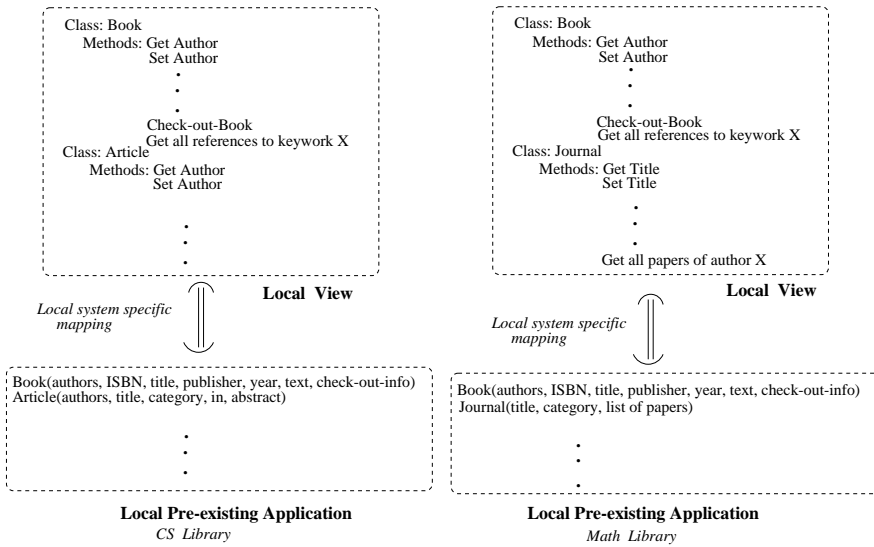 Class: Book
Methods: Get Author
Set Author
Check-out-Book
Get all references to keywork X
Class: Article
Methods: Get Author
Set Author
Local View
Local system specific
mapping
Book(authors, ISBN, title, publisher, year, text, check-out-info)
Article(authors, title, category, in, abstract)
Local Pre-existing Application
CS Library
Class: Book
Methods: Get Author
Set Author
Check-out-Book
Get all references to keywork X
Class: Journal
Methods: Get Title
Set Title
Get all papers of author X
Local View
Local system specific
mapping
Book(authors, ISBN, title, publisher, year, text, check-out-info)
Journal(title, category, list of papers)
Local Pre-existing Application
Math Library